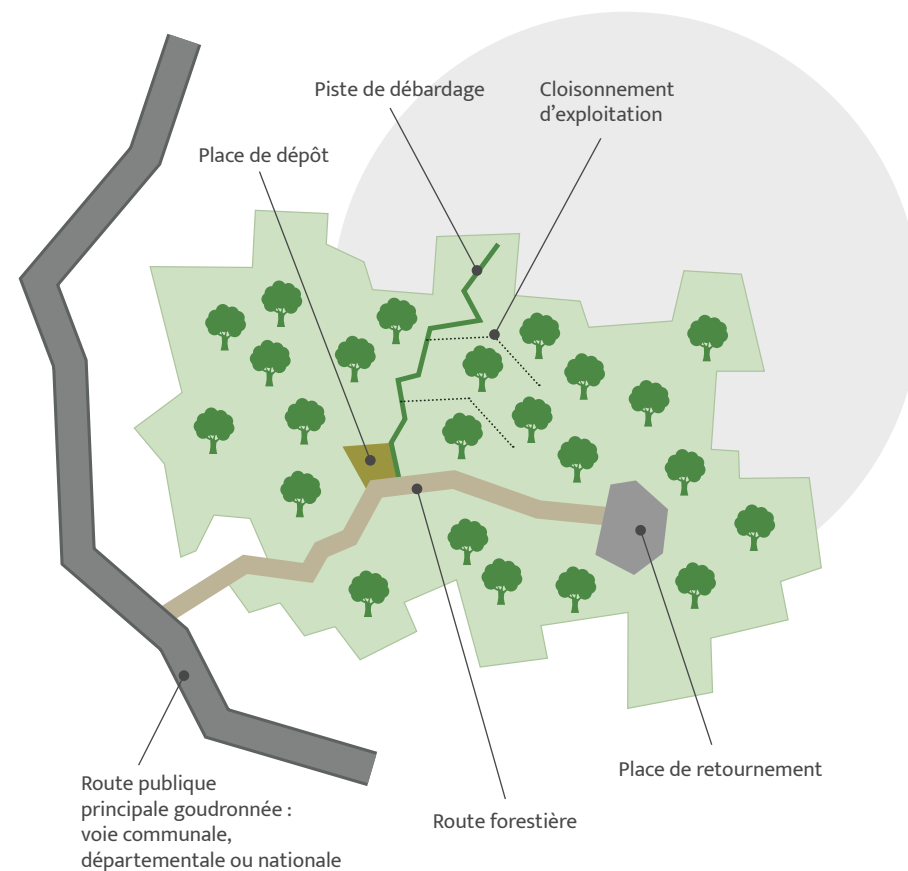 Piste de débardage
Cloisonnement
d’exploitation
Place de dépôt
Place de retournement
Route publique
principale goudronnée :
voie communale,
départementale ou nationale
Route forestière